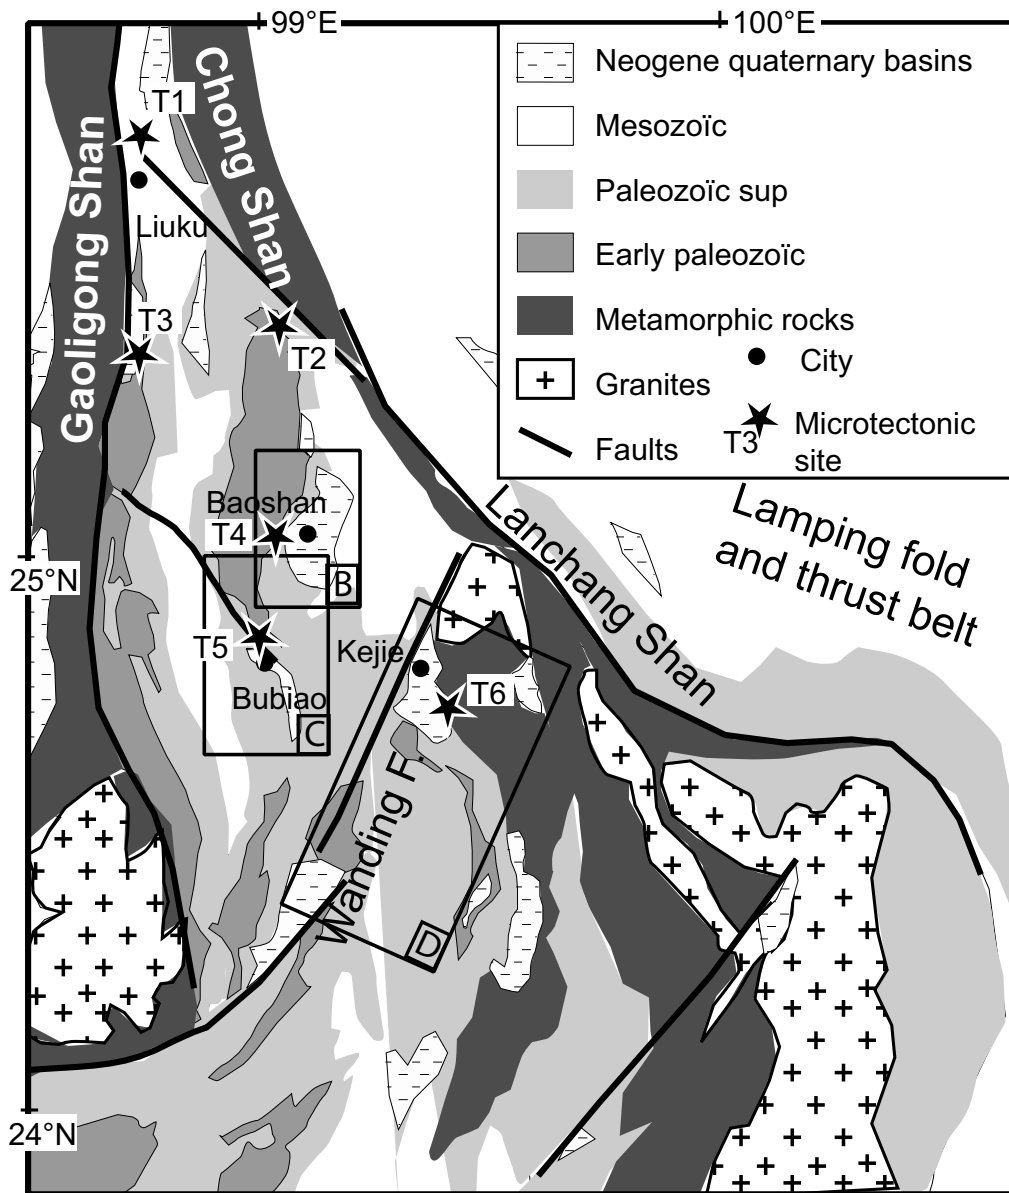 99°E
100°E
Neogene quaternary basins
Mesozoïc
Paleozoïc sup
Early paleozoïc
Metamorphic rocks
Granites
City
Faults
T3
Microtectonic
site
Gaoligong Shan
Chong Shan
T1
Liuku
T3
T2
Baoshan
T4
B
25°N
T5
Bubiao
C
Kejie
T6
Wanding F.
D
Lanchang Shan
Lamping fold
and thrust belt
24°N